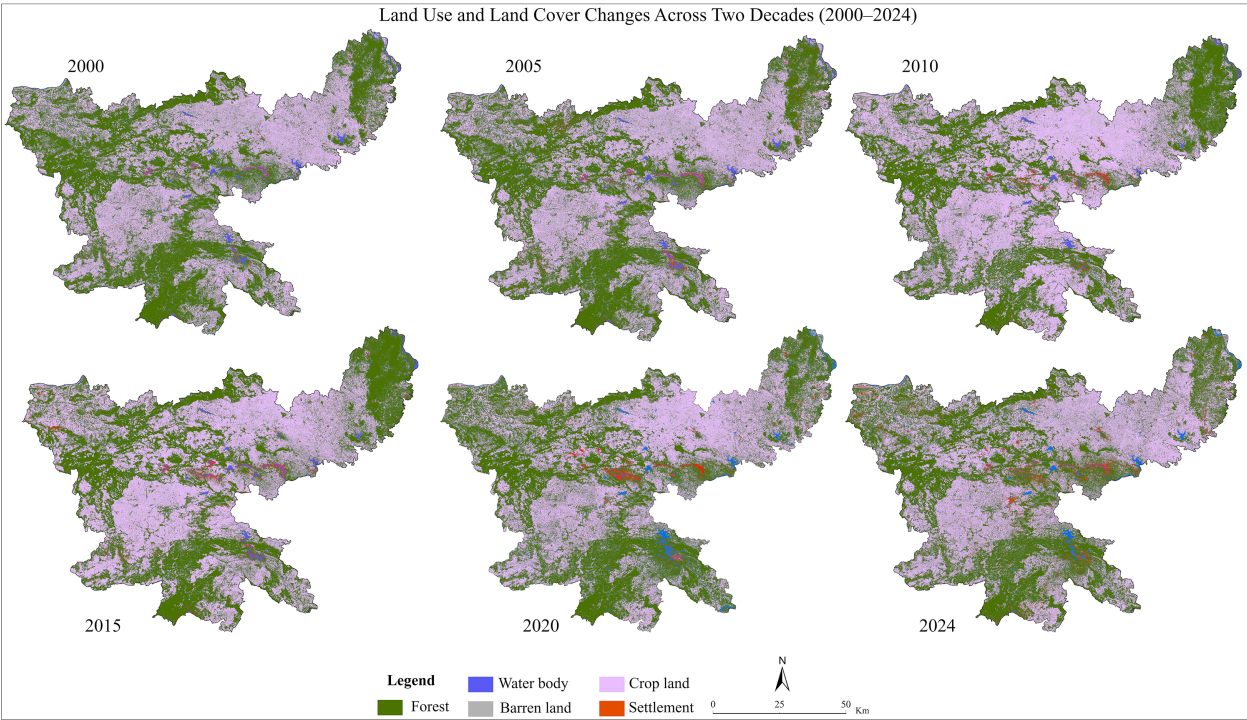 Land Use and Land Cover Changes Across Two Decades (2000–2024)
2000
2005
2010
2015
2020
2024
Legend
Forest
Water body
Barren land
Crop land
Settlement
N
0 25 50
Km